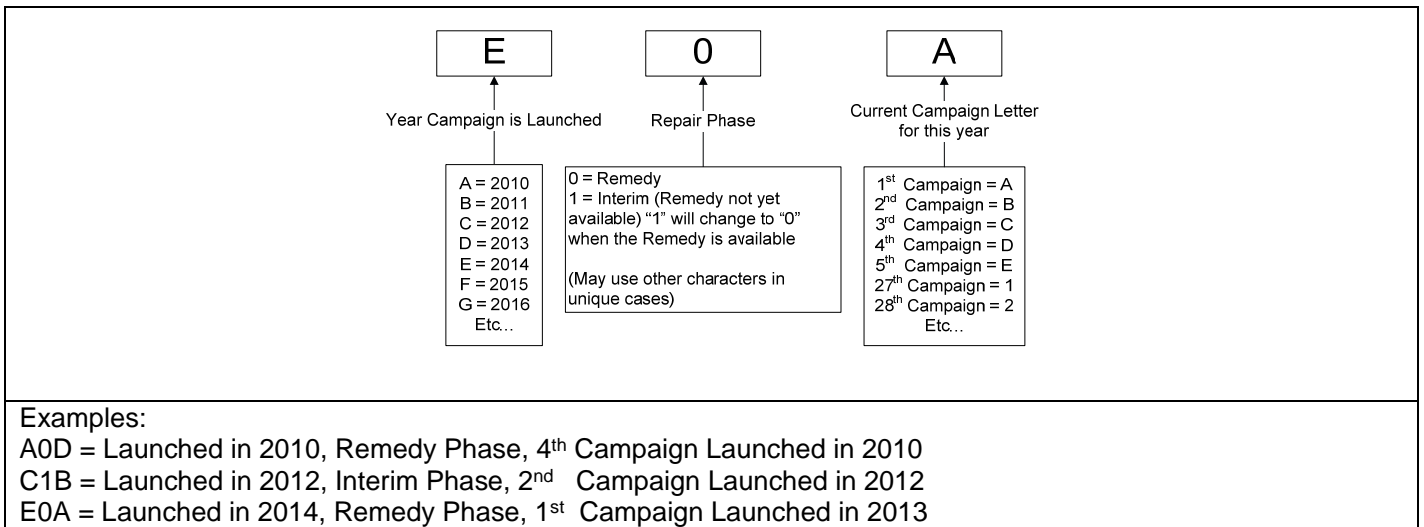 E
0
A
Year Campaign is Launched
Repair Phase
Current Campaign Letter
for this year
A = 2010
B = 2011
C = 2012
D = 2013
E = 2014
F = 2015
G = 2016
Etc...
0 = Remedy
1 = Interim (Remedy not yet
available) “1” will change to “0”
when the Remedy is available
(May use other characters in
unique cases)
1st Campaign = A
2nd Campaign = B
3rd Campaign = C
4th Campaign = D
5th Campaign = E
27th Campaign = 1
28th Campaign = 2
Etc...
Examples:
A0D = Launched in 2010, Remedy Phase, 4th Campaign Launched in 2010
C1B = Launched in 2012, Interim Phase, 2nd Campaign Launched in 2012
E0A = Launched in 2014, Remedy Phase, 1st Campaign Launched in 2013